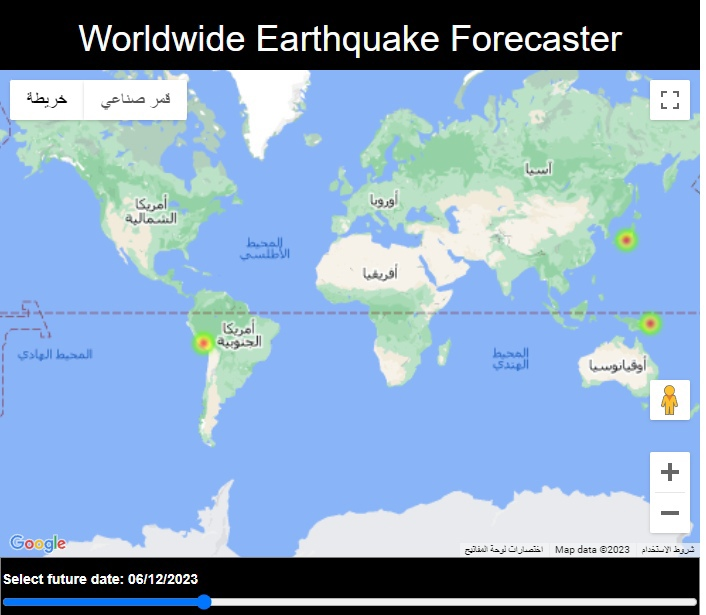 Worldwide Earthquake Forecaster
خريطة
قمر صناعي
آسيا
أوروبا
أمريكا
الشمالية
المحيط
الأطلسي
أفريقيا
أمريكا
الجنوبية
المحيط الهادي
المحيط
الهندي
أوقيانوسيا
Google
اختصارات لوحة المفاتيح
Map data ©2023
شروط الاستخدام
Select future date: 06/12/2023